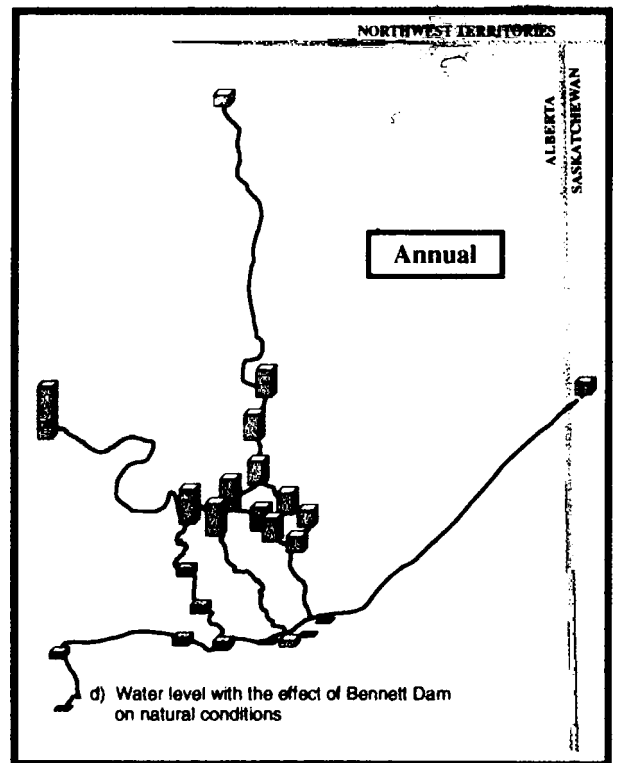 NORTHWEST TERRITORIES
ALBERTA
SASKATCHEWAN
Annual
d) Water level with the effect of Bennett Dam
on natural conditions